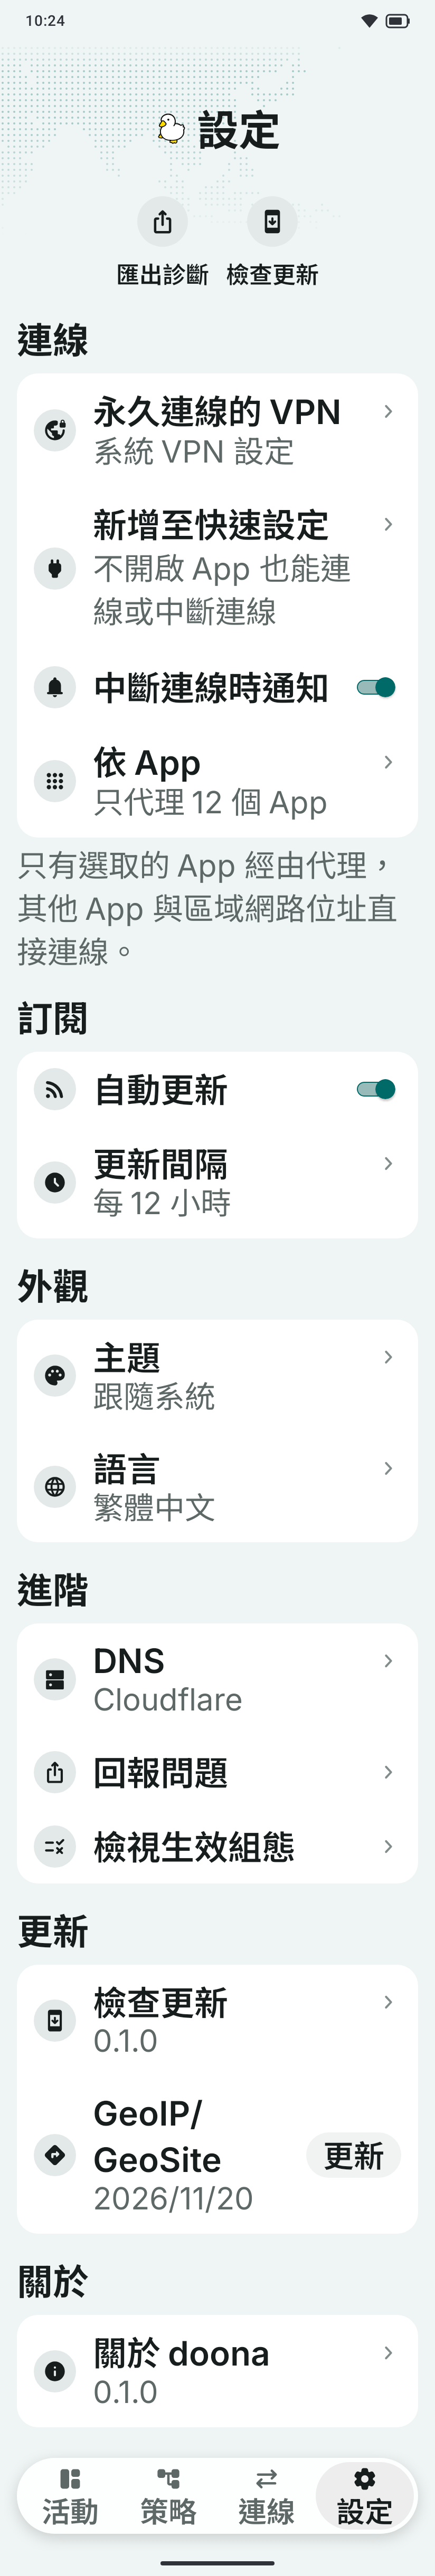 10:24
設定
匯出診斷
檢查更新
連線
永久連線的 VPN
系統 VPN 設定
新增至快速設定
不開啟 App 也能連
線或中斷連線
中斷連線時通知
依 App
只代理 12 個 App
只有選取的 App 經由代理，
其他 App 與區域網路位址直
接連線。
訂閱
自動更新
更新間隔
每 12 小時
外觀
主題
跟隨系統
語言
繁體中文
進階
DNS
Cloudflare
回報問題
檢視生效組態
更新
檢查更新
0.1.0
GeoIP/
GeoSite
2026/11/20
更新
關於
關於 doona
0.1.0
活動
策略
連線
設定